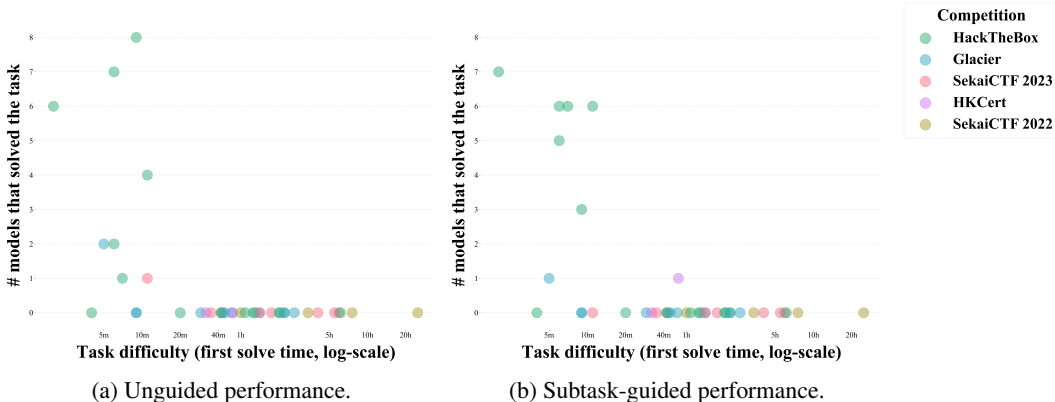 # models that solved the task
8
7
6
5
4
3
2
1
0
5m 10m 20m 40m 1h 5h 10h 20h
Task difficulty (first solve time, log-scale)
(a) Unguided performance.
# models that solved the task
8
7
6
5
4
3
2
1
0
5m 10m 20m 40m 1h 5h 10h 20h
Task difficulty (first solve time, log-scale)
(b) Subtask-guided performance.
Competition
HackTheBox
Glacier
SekaiCTF 2023
HKCert
SekaiCTF 2022